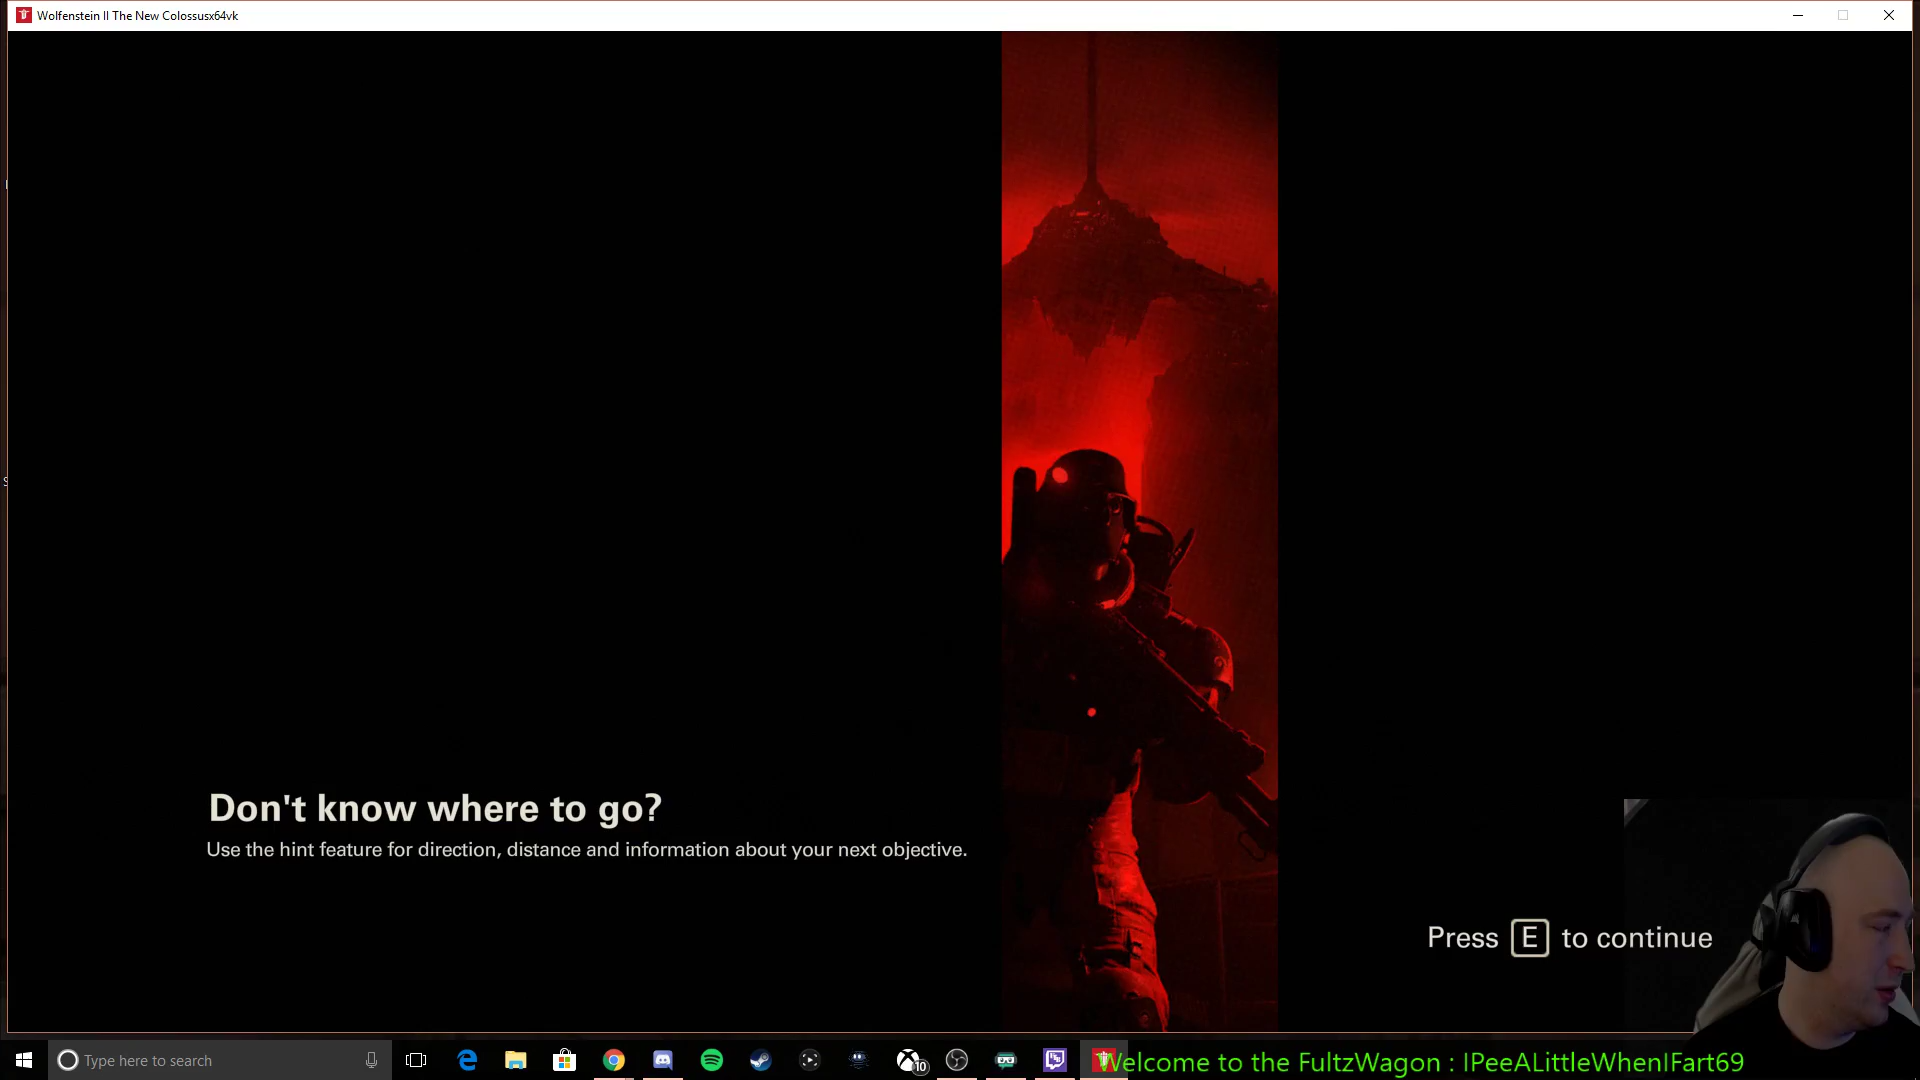 Wolfenstein II The New Colossusx64vk
Don't know where to go?
Use the hint feature for direction, distance and information about your next objective.
Press E to continue
Type here to search
10
Welcome to the FultzWagon : IPeeALittleWhenIFart69